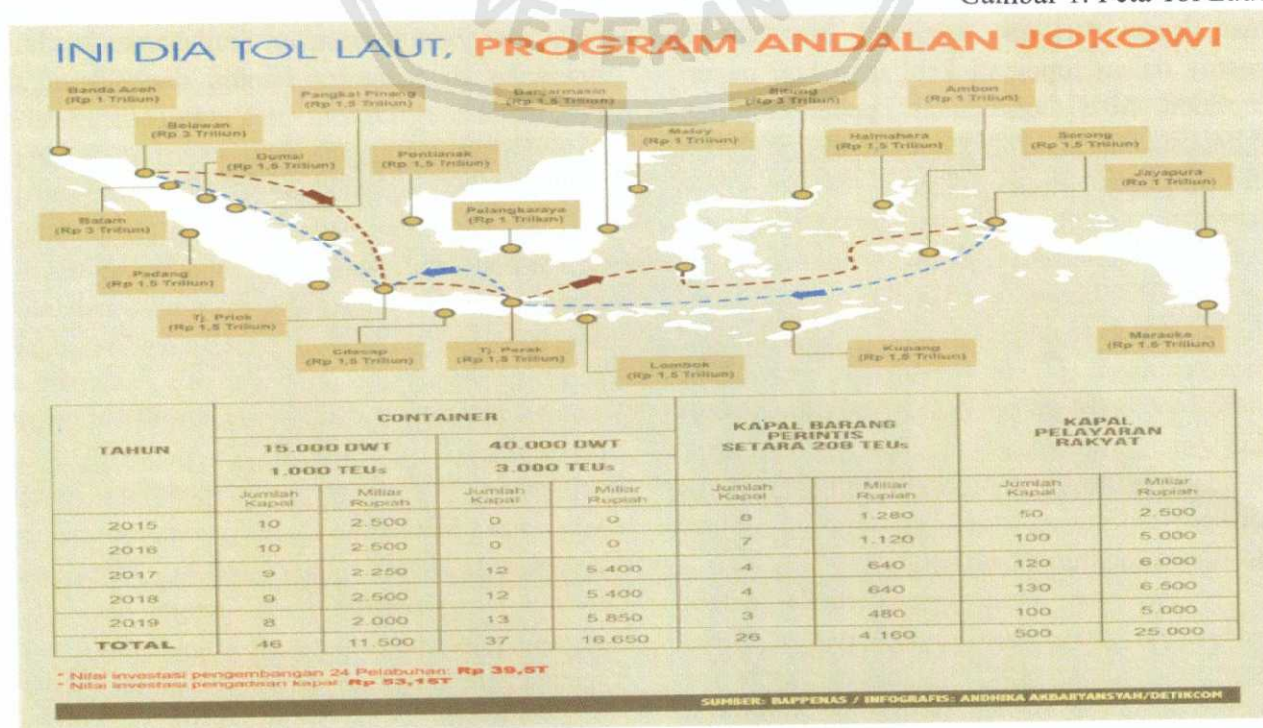 Gambar 1. Peta Tol
VETERAN
INI DIA TOL LAUT, PROGRAM ANDALAN JOKOWI
Banda Aceh
(Rp 1 Triliun)
Belawan
(Rp 3 Triliun)
Dumai
(Rp 1,5 Triliun)
Pangkal Pinang
(Rp 1,5 Triliun)
Pontianak
(Rp 1,5 Triliun)
Banjarmasin
(Rp 1,5 Triliun)
Palangkaraya
(Rp 1 Triliun)
Maloy
(Rp 1 Triliun)
Bitung
(Rp 3 Triliun)
Halmahera
(Rp 1,5 Triliun)
Ambon
(Rp 1 Triliun)
Sorong
(Rp 1,5 Triliun)
Jayapura
(Rp 1 Triliun)
Batam
(Rp 3 Triliun)
Padang
(Rp 1,5 Triliun)
Tj. Priok
(Rp 1,5 Triliun)
Cilacap
(Rp 1,5 Triliun)
Tj. Perak
(Rp 1,5 Triliun)
Lombok
(Rp 1,5 Triliun)
Kupang
(Rp 1,5 Triliun)
Merauke
(Rp 1,5 Triliun)
TAHUN
CONTAINER
15.000 DWT 40.000 DWT
1.000 TEUs 3.000 TEUs
KAPAL BARANG
PERINTIS
SETARA 208 TEUs
KAPAL
PELAYARAN
RAKYAT
Jumlah Kapal Miliar Rupiah Jumlah Kapal Miliar Rupiah Jumlah Kapal Miliar Rupiah Jumlah Kapal Miliar Rupiah
2015 10 2.500 0 0 8 1.280 50 2.500
2016 10 2.500 0 0 7 1.120 100 5.000
2017 9 2.250 12 5.400 4 640 120 6.000
2018 9 2.500 12 5.400 4 640 130 6.500
2019 8 2.000 13 5.850 3 480 100 5.000
TOTAL 46 11.500 37 16.650 26 4.160 500 25.000
* Nilai investasi pengembangan 24 Pelabuhan: Rp 39,5T
* Nilai investasi pengadaan kapal: Rp 53,15T
SUMBER: BAPPENAS / INFOGRAFIS: ANDHIKA AKBARYANSYAH/DETIKCOM